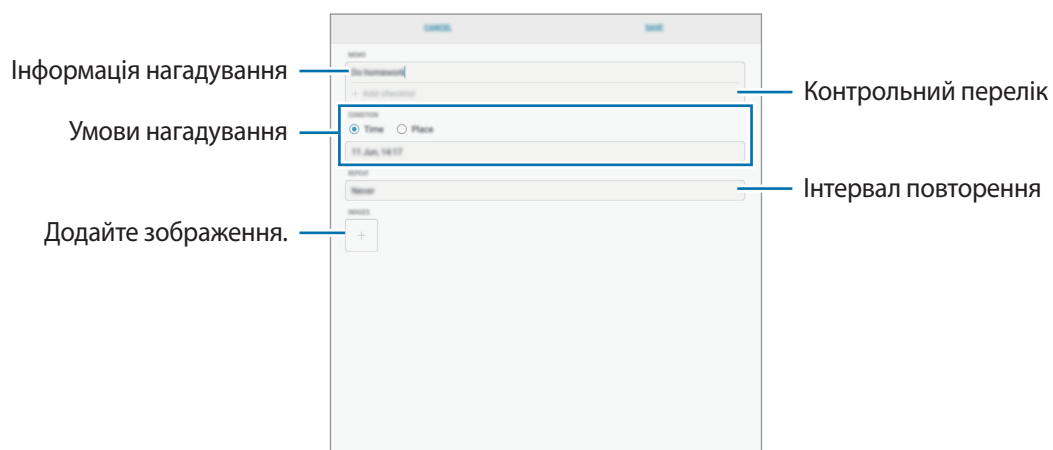 CANCEL
SAVE
MEMO
Інформація нагадування
Do homework
Контрольний перелік
+ Add checklist
CONDITION
Умови нагадування
Time
Place
11 Jun, 14:17
REPEAT
Never
Інтервал повторення
IMAGES
Додайте зображення.
+